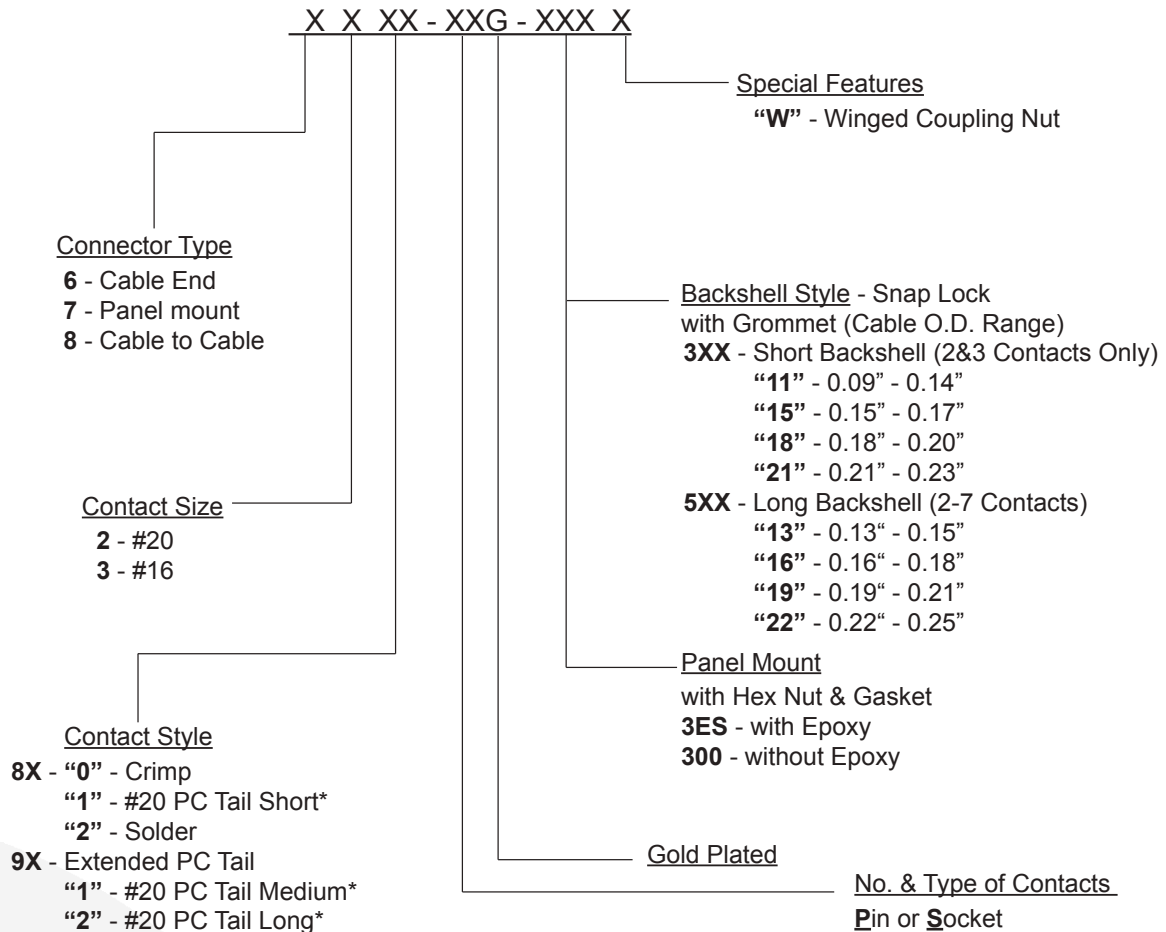 X X XX - XXG - XXX X
Special Features
“W” - Winged Coupling Nut
Connector Type
6 - Cable End
7 - Panel mount
8 - Cable to Cable
Backshell Style - Snap Lock
with Grommet (Cable O.D. Range)
3XX - Short Backshell (2&3 Contacts Only)
“11” - 0.09” - 0.14”
“15” - 0.15” - 0.17”
“18” - 0.18” - 0.20”
“21” - 0.21” - 0.23”
5XX - Long Backshell (2-7 Contacts)
“13” - 0.13“ - 0.15”
“16” - 0.16“ - 0.18”
“19” - 0.19“ - 0.21”
“22” - 0.22“ - 0.25”
Contact Size
2 - #20
3 - #16
Panel Mount
with Hex Nut & Gasket
3ES - with Epoxy
300 - without Epoxy
Contact Style
8X - “0” - Crimp
“1” - #20 PC Tail Short*
“2” - Solder
9X - Extended PC Tail
“1” - #20 PC Tail Medium*
“2” - #20 PC Tail Long*
Gold Plated
No. & Type of Contacts
Pin or Socket